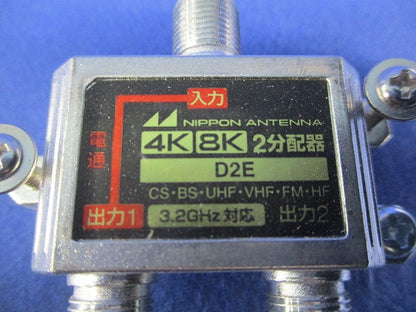 入力
NIPPON ANTENNA
電通
4K 8K 2分配器
D2E
CS・BS・UHF・VHF・FM・HF
出力1 3.2GHz 対応 出力2